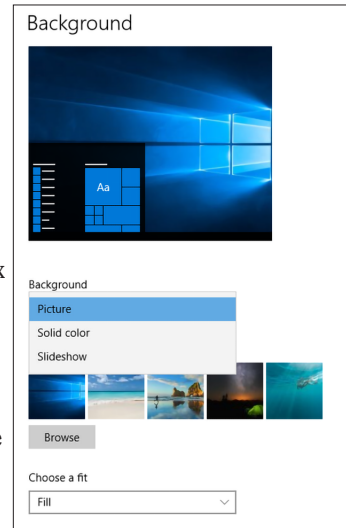 Background
Aa
x
Background
Picture
Solid color
Slideshow
Browse
e
Choose a fit
Fill